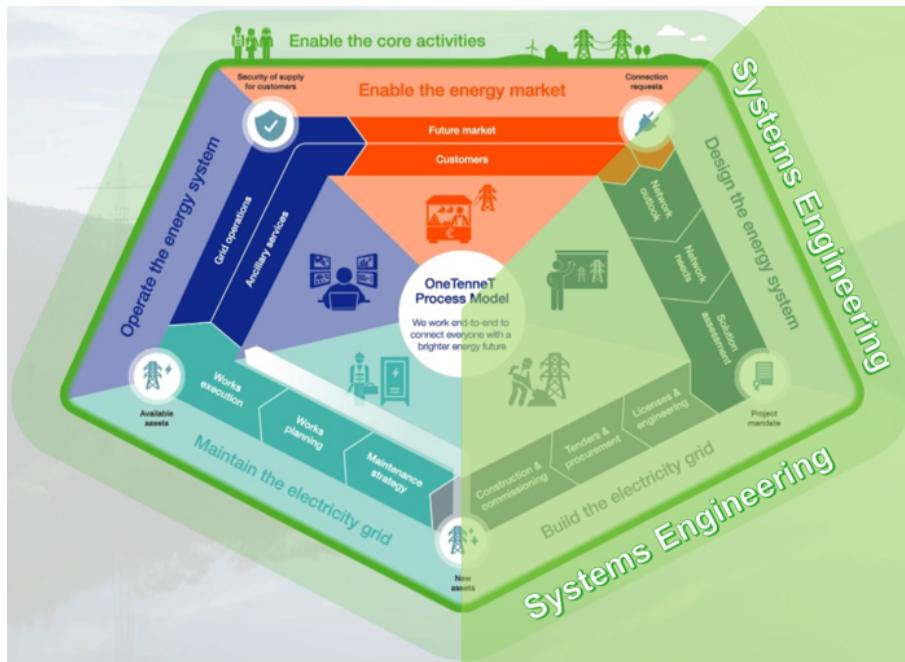 Enable the core activities
Security of supply
for customers
Enable the energy market
Connection
requests
Future market
Customers
Systems Engineering
Design the energy system
Network
outlook
Network
needs
Solution
assessment
Operate the energy system
Grid operations
Ancillary services
OneTenneT
Process Model
We work end-to-end to
connect everyone with a
brighter energy future
€
Available
assets
Works
execution
Works
planning
Maintenance
strategy
Maintain the electricity grid
New
assets
Construction &
commissioning
Tenders &
procurement
Licenses &
engineering
Project
mandate
Build the electricity grid
Systems Engineering